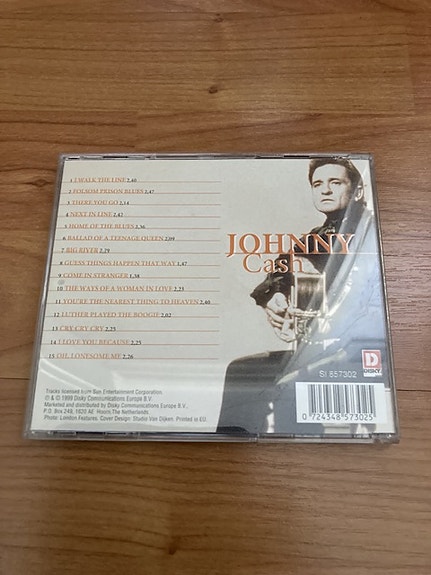 1 I WALK THE LINE 2,40
2 FOLSOM PRISON BLUES 2,47
3 THERE YOU GO 2,14
4 NEXT IN LINE 2,42
5 HOME OF THE BLUES 2,36
6 BALLAD OF A TEENAGE QUEEN 2,09
7 BIG RIVER 2,29
8 GUESS THINGS HAPPEN THAT WAY 1,47
9 COME IN STRANGER 1,38
10 THE WAYS OF A WOMAN IN LOVE 2,23
11 YOU'RE THE NEAREST THING TO HEAVEN 2,40
12 LUTHER PLAYED THE BOOGIE 2,02
13 CRY CRY CRY 2,25
14 I LOVE YOU BECAUSE 2,25
15 OH, LONESOME ME 2,26
JOHNNY
Cash
D
DISKY
SI 857302
Tracks licensed from Sun Entertainment Corporation.
℗ & © 1999 Disky Communications Europe B.V.
Marketed and distributed by Disky Communications Europe B.V.,
P.O. Box 249, 1620 AE Hoorn.The Netherlands.
Photo: London Features. Cover Design: Studio Van Dijken. Printed in EU.
0 724348 573025